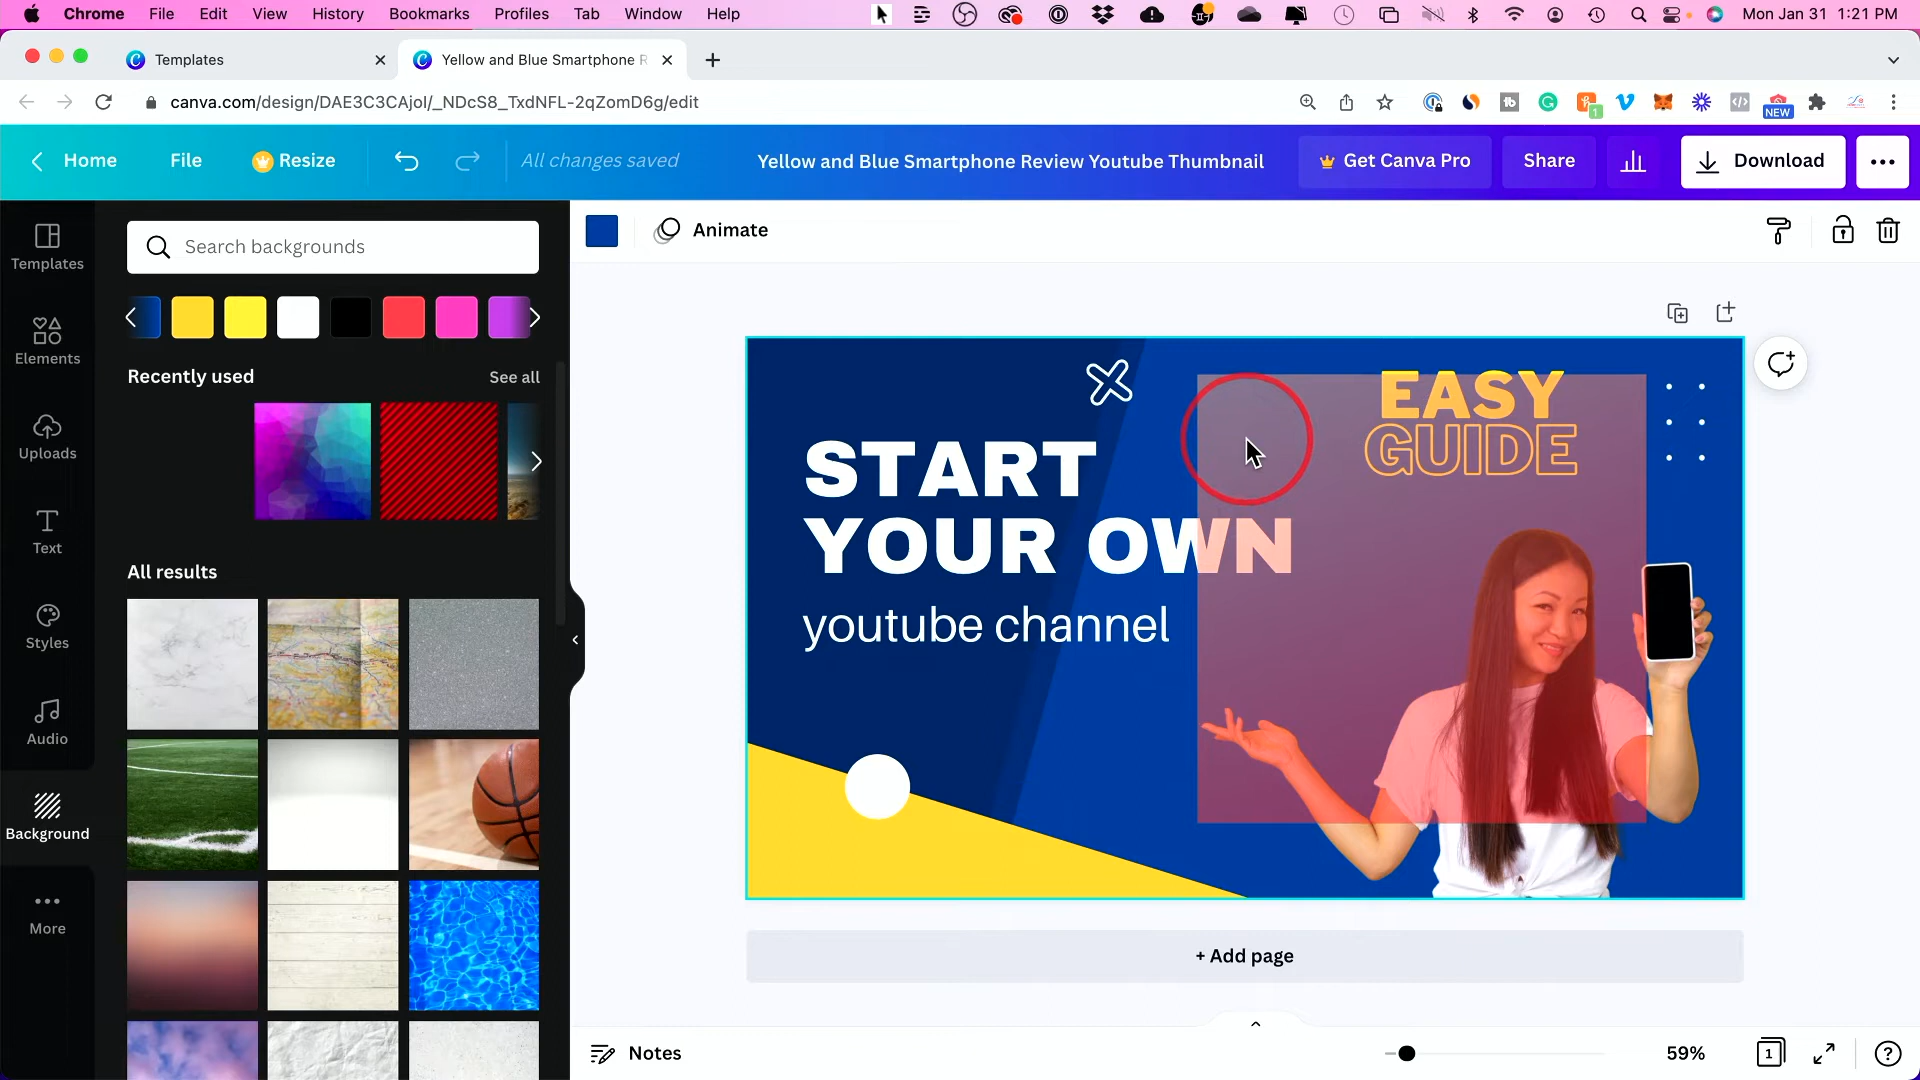 Chrome File Edit View History Bookmarks Profiles Tab Window Help Mon Jan 31 1:21 PM
Templates Yellow and Blue Smartphone R
canva.com/design/DAE3C3CAjoI/_NDcS8_TxdNFL-2qZomD6g/edit
NEW
Home File Resize All changes saved Yellow and Blue Smartphone Review Youtube Thumbnail Get Canva Pro Share Download
Templates
Elements
Uploads
Text
Styles
Audio
Background
More
Search backgrounds
Recently used See all
All results
Animate
START
YOUR OWN
youtube channel
EASY
GUIDE
+ Add page
Notes 59% 1